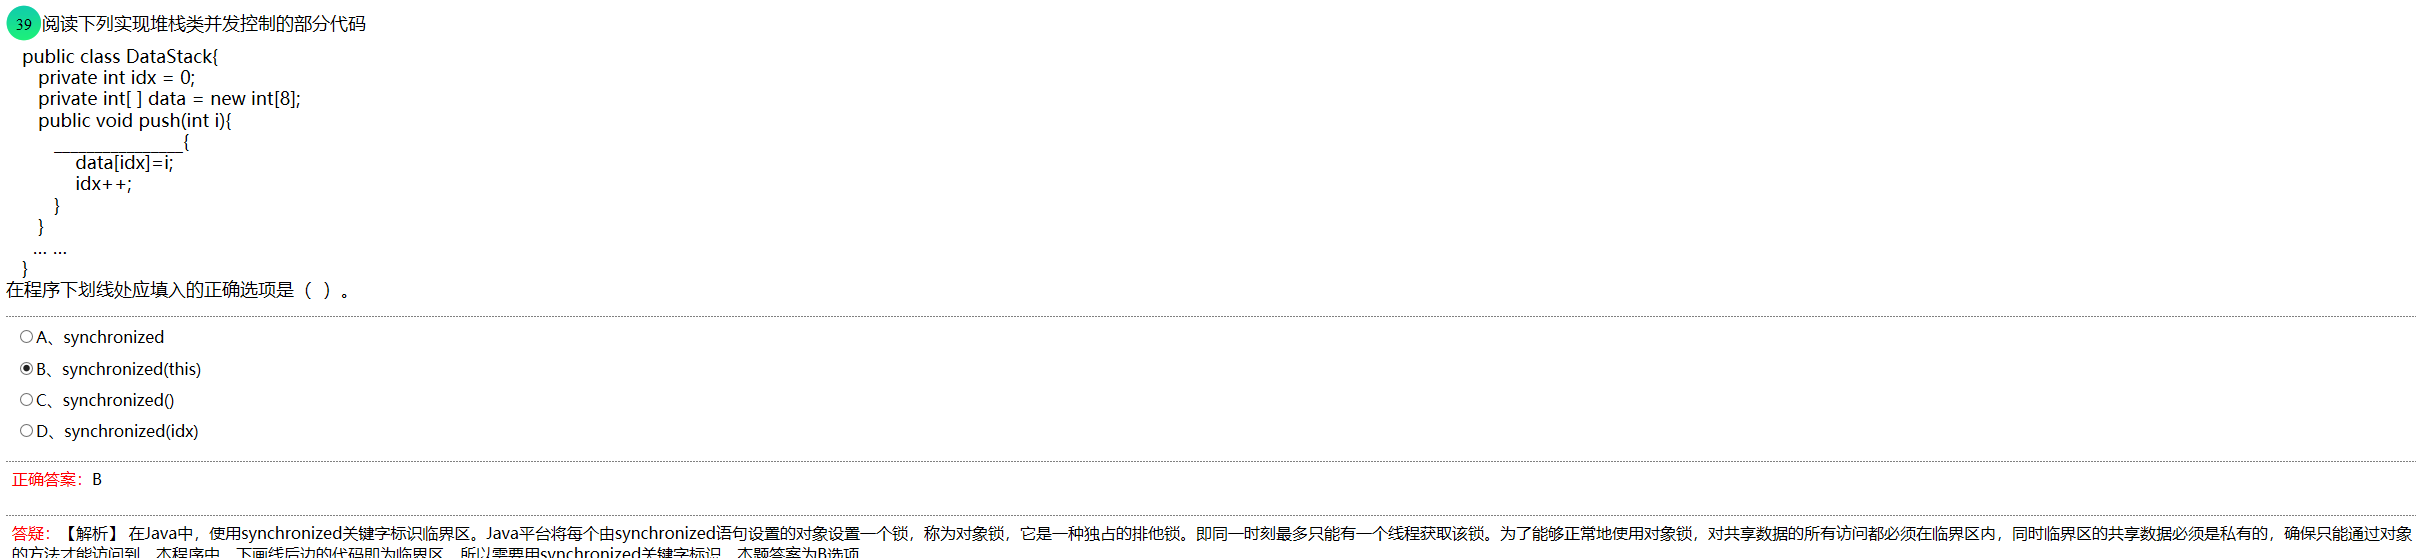 39 阅读下列实现堆栈类并发控制的部分代码
public class DataStack{
private int idx = 0;
private int[ ] data = new int[8];
public void push(int i){
________________{
data[idx]=i;
idx++;
}
}
... ...
}
在程序下划线处应填入的正确选项是（ ）。
A、synchronized
B、synchronized(this)
C、synchronized()
D、synchronized(idx)
正确答案：B
答疑：【解析】 在Java中，使用synchronized关键字标识临界区。Java平台将每个由synchronized语句设置的对象设置一个锁，称为对象锁，它是一种独占的排他锁。即同一时刻最多只能有一个线程获取该锁。为了能够正常地使用对象锁，对共享数据的所有访问都必须在临界区内，同时临界区的共享数据必须是私有的，确保只能通过对象
的方法才能访问到。本程序中，下画线后边的代码即为临界区，所以需要用synchronized关键字标识。本题答案为B选项。